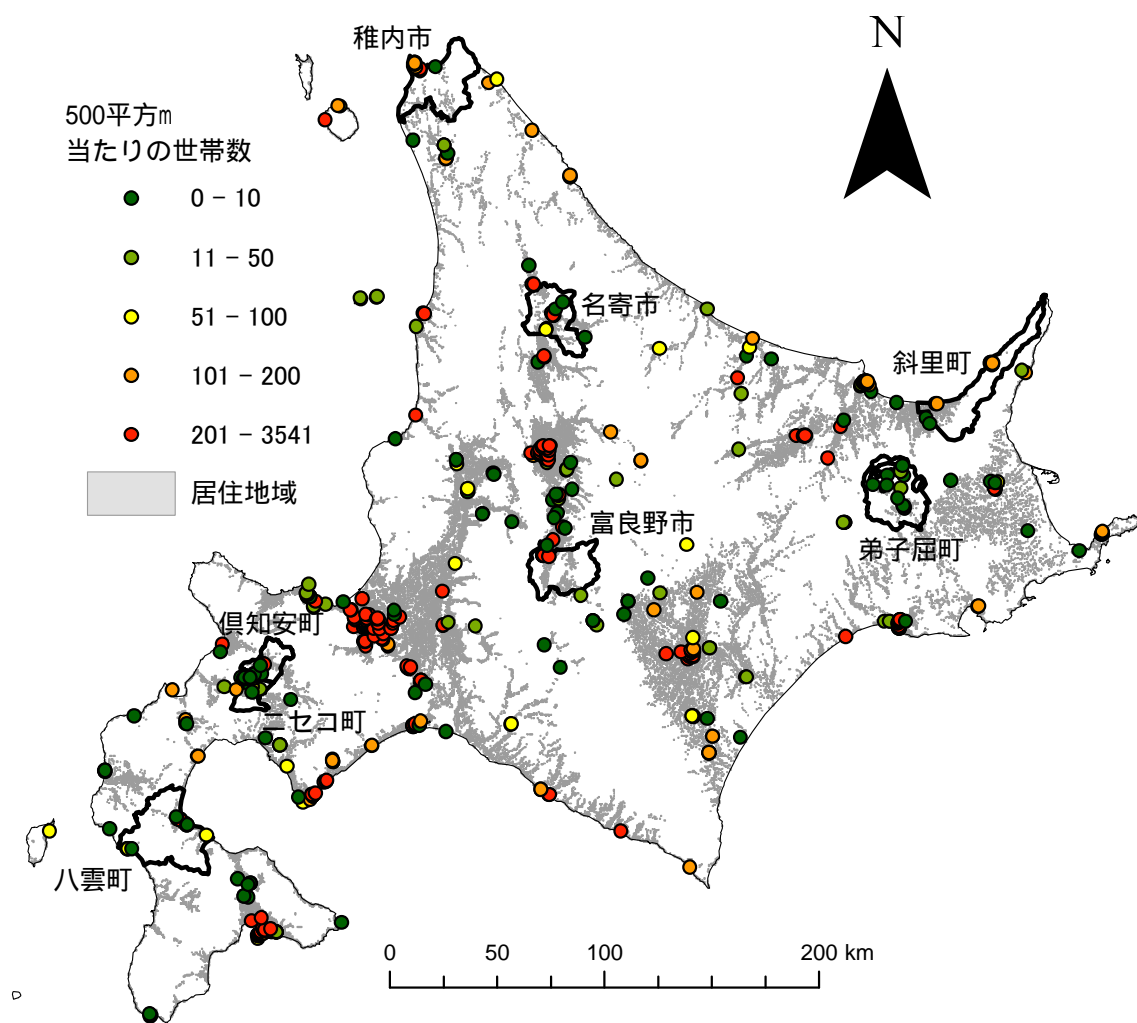 稚内市
N
500平方㎡
当たりの世帯数
0 - 10
11 - 50
51 - 100
101 - 200
201 - 3541
居住地域
名寄市
斜里町
富良野市
弟子屈町
倶知安町
ニセコ町
八雲町
0 50 100 200 km